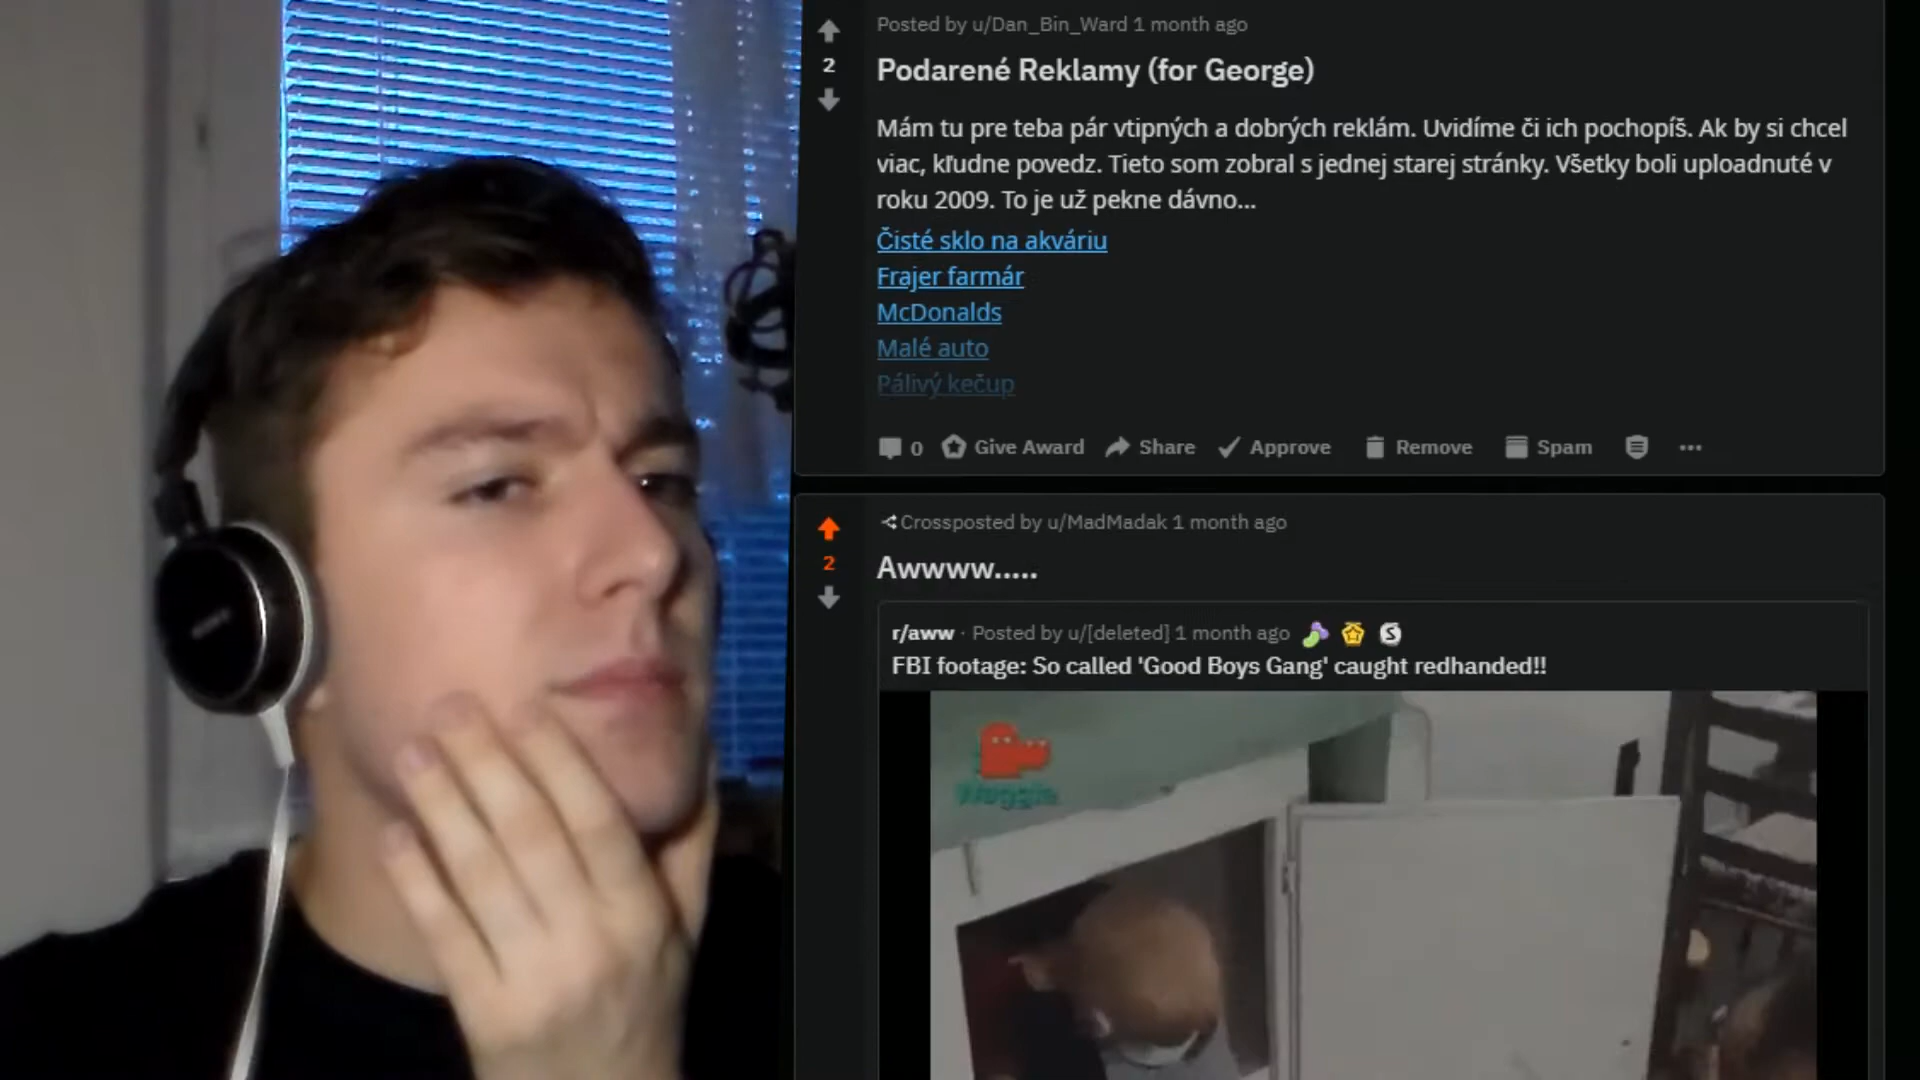 Posted by u/Dan_Bin_Ward 1 month ago
2
Podarené Reklamy (for George)
Mám tu pre teba pár vtipných a dobrých reklám. Uvidíme či ich pochopíš. Ak by si chcel
viac, kľudne povedz. Tieto som zobral s jednej starej stránky. Všetky boli uploadnuté v
roku 2009. To je už pekne dávno...
Čisté sklo na akváriu
Frajer farmár
McDonalds
Malé auto
Pálivý kečup
0 Give Award Share Approve Remove Spam ...
Crossposted by u/MadMadak 1 month ago
2
Awwww.....
r/aww · Posted by u/[deleted] 1 month ago S
FBI footage: So called 'Good Boys Gang' caught redhanded!!